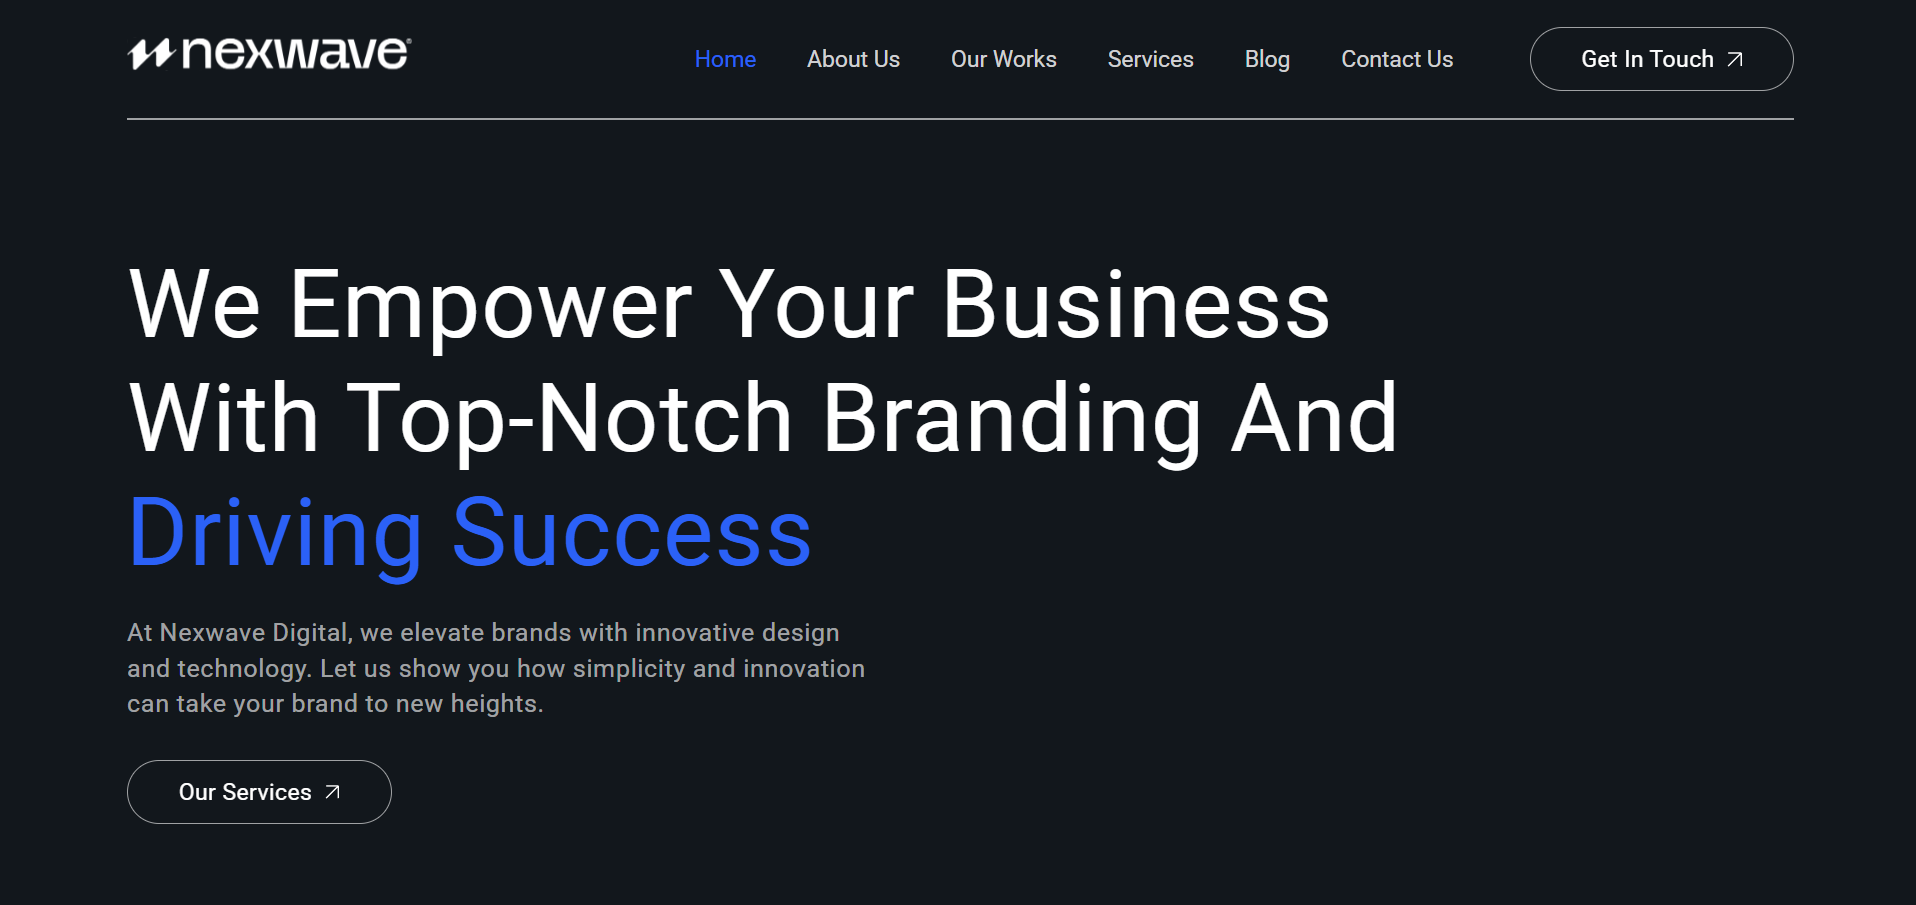 nexwave®
Home About Us Our Works Services Blog Contact Us Get In Touch
We Empower Your Business
With Top-Notch Branding And
Driving Success
At Nexwave Digital, we elevate brands with innovative design
and technology. Let us show you how simplicity and innovation
can take your brand to new heights.
Our Services